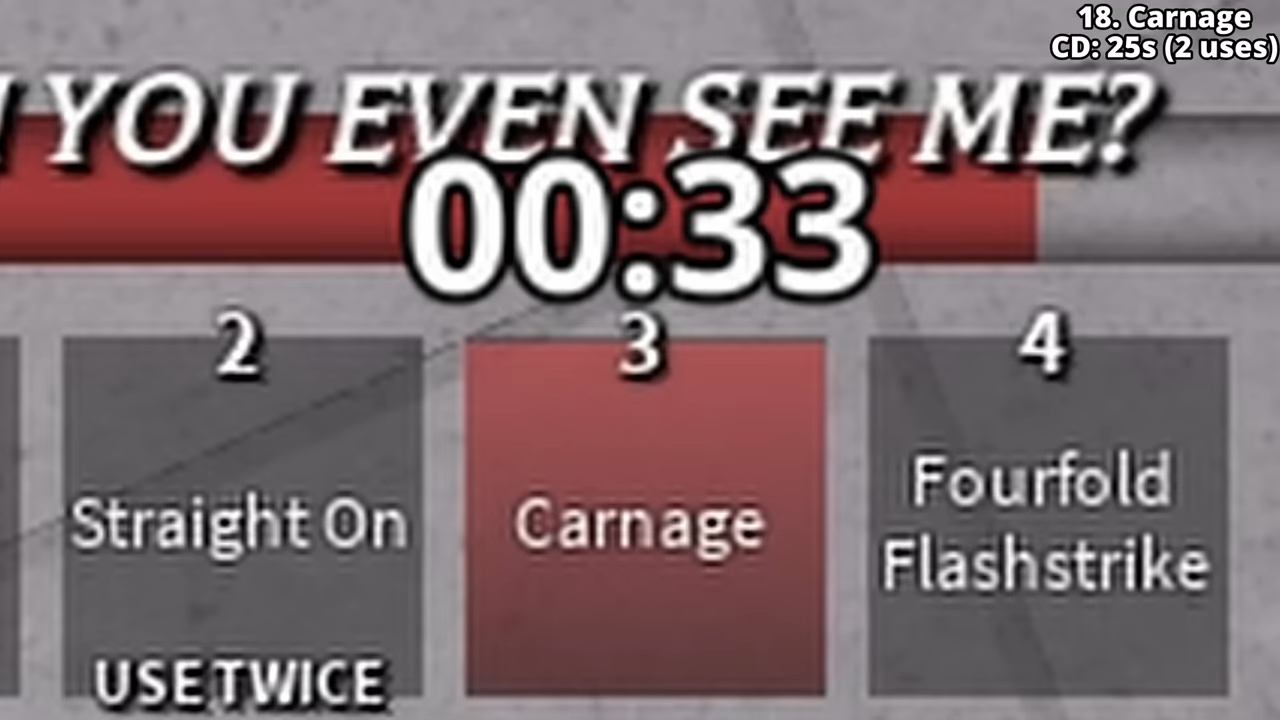 18. Carnage
CD: 25s (2 uses)
YOU EVEN SEE ME?
00:33
2
3
4
Straight On
Carnage
Fourfold
Flashstrike
USE TWICE